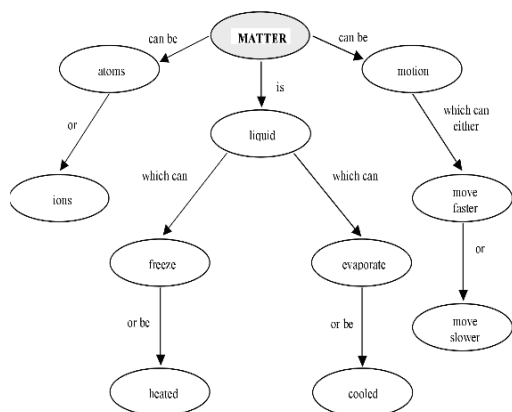 can be
MATTER
can be
atoms
motion
is
or
liquid
which can
either
which can
which can
ions
move
faster
freeze
evaporate
or
or be
or be
move
slower
heated
cooled